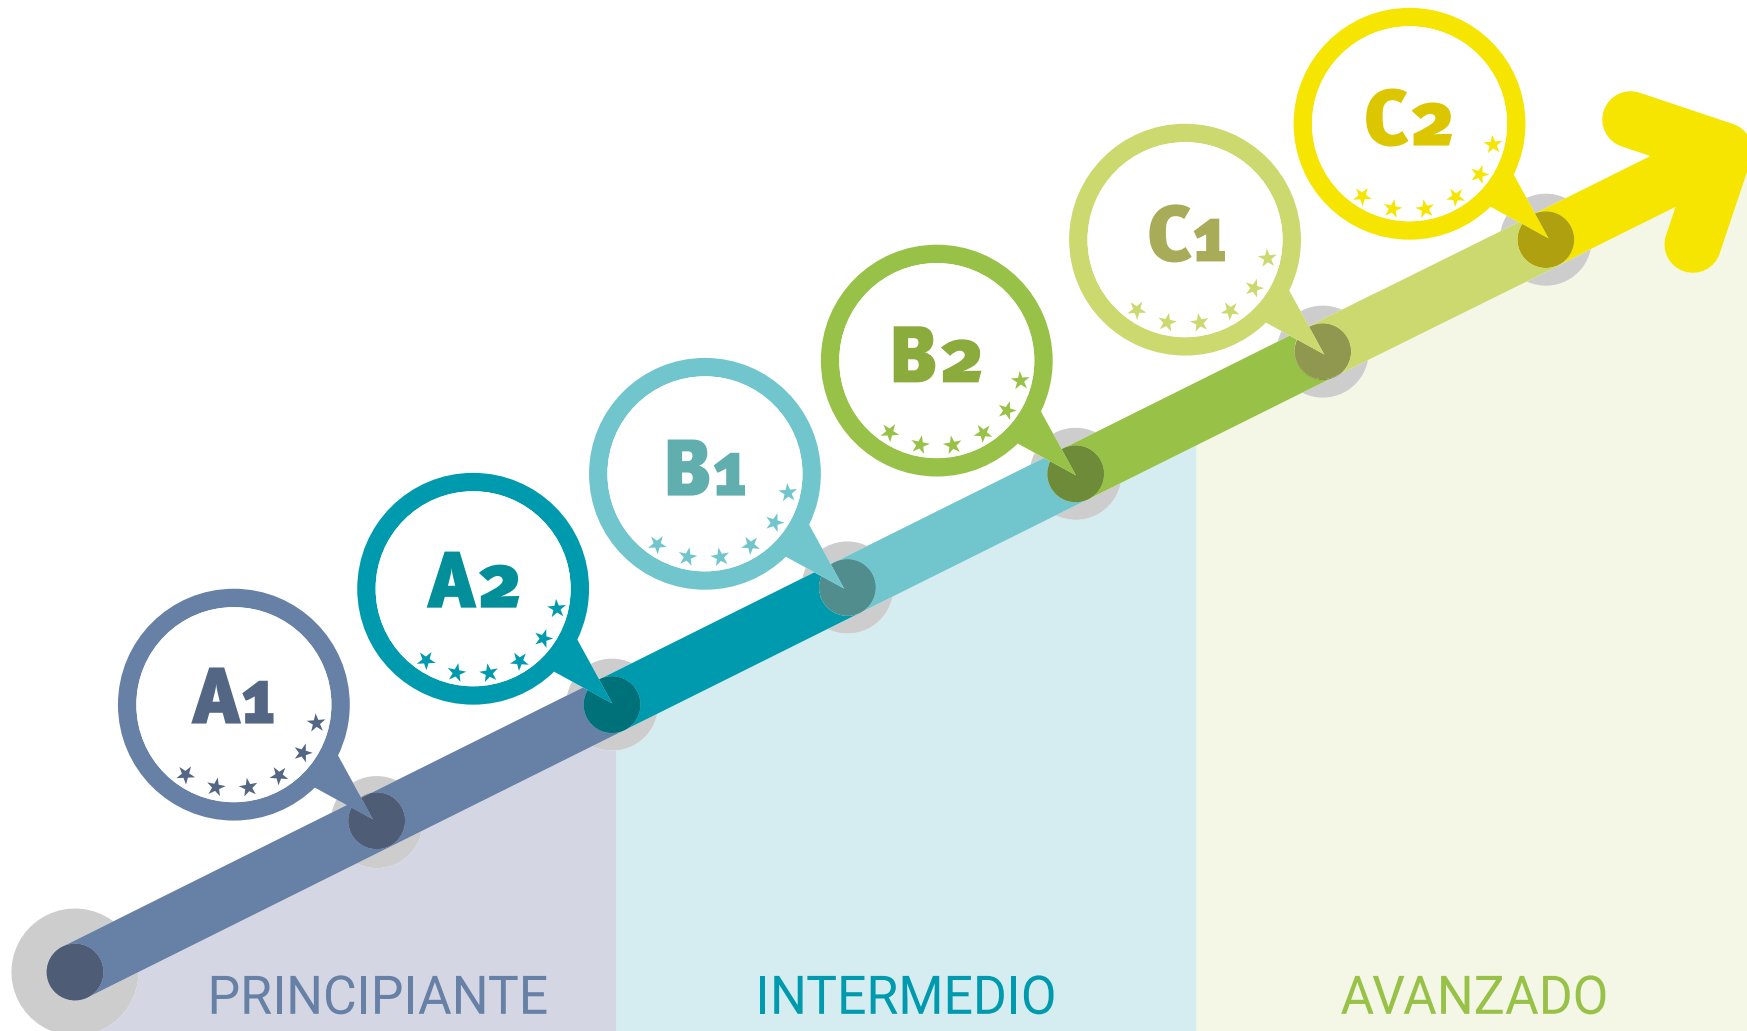 C2
C1
B2
B1
A2
A1
PRINCIPIANTE
INTERMEDIO
AVANZADO